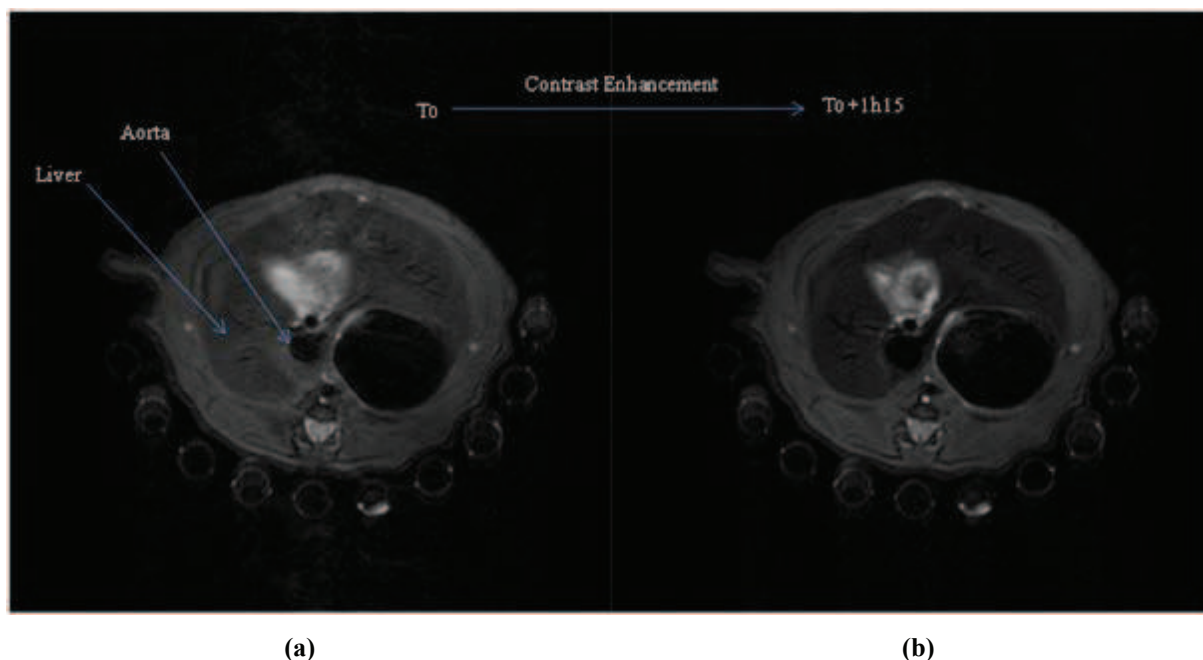 Contrast Enhancement
To
To +1h15
Aorta
Liver
(a)
(b)